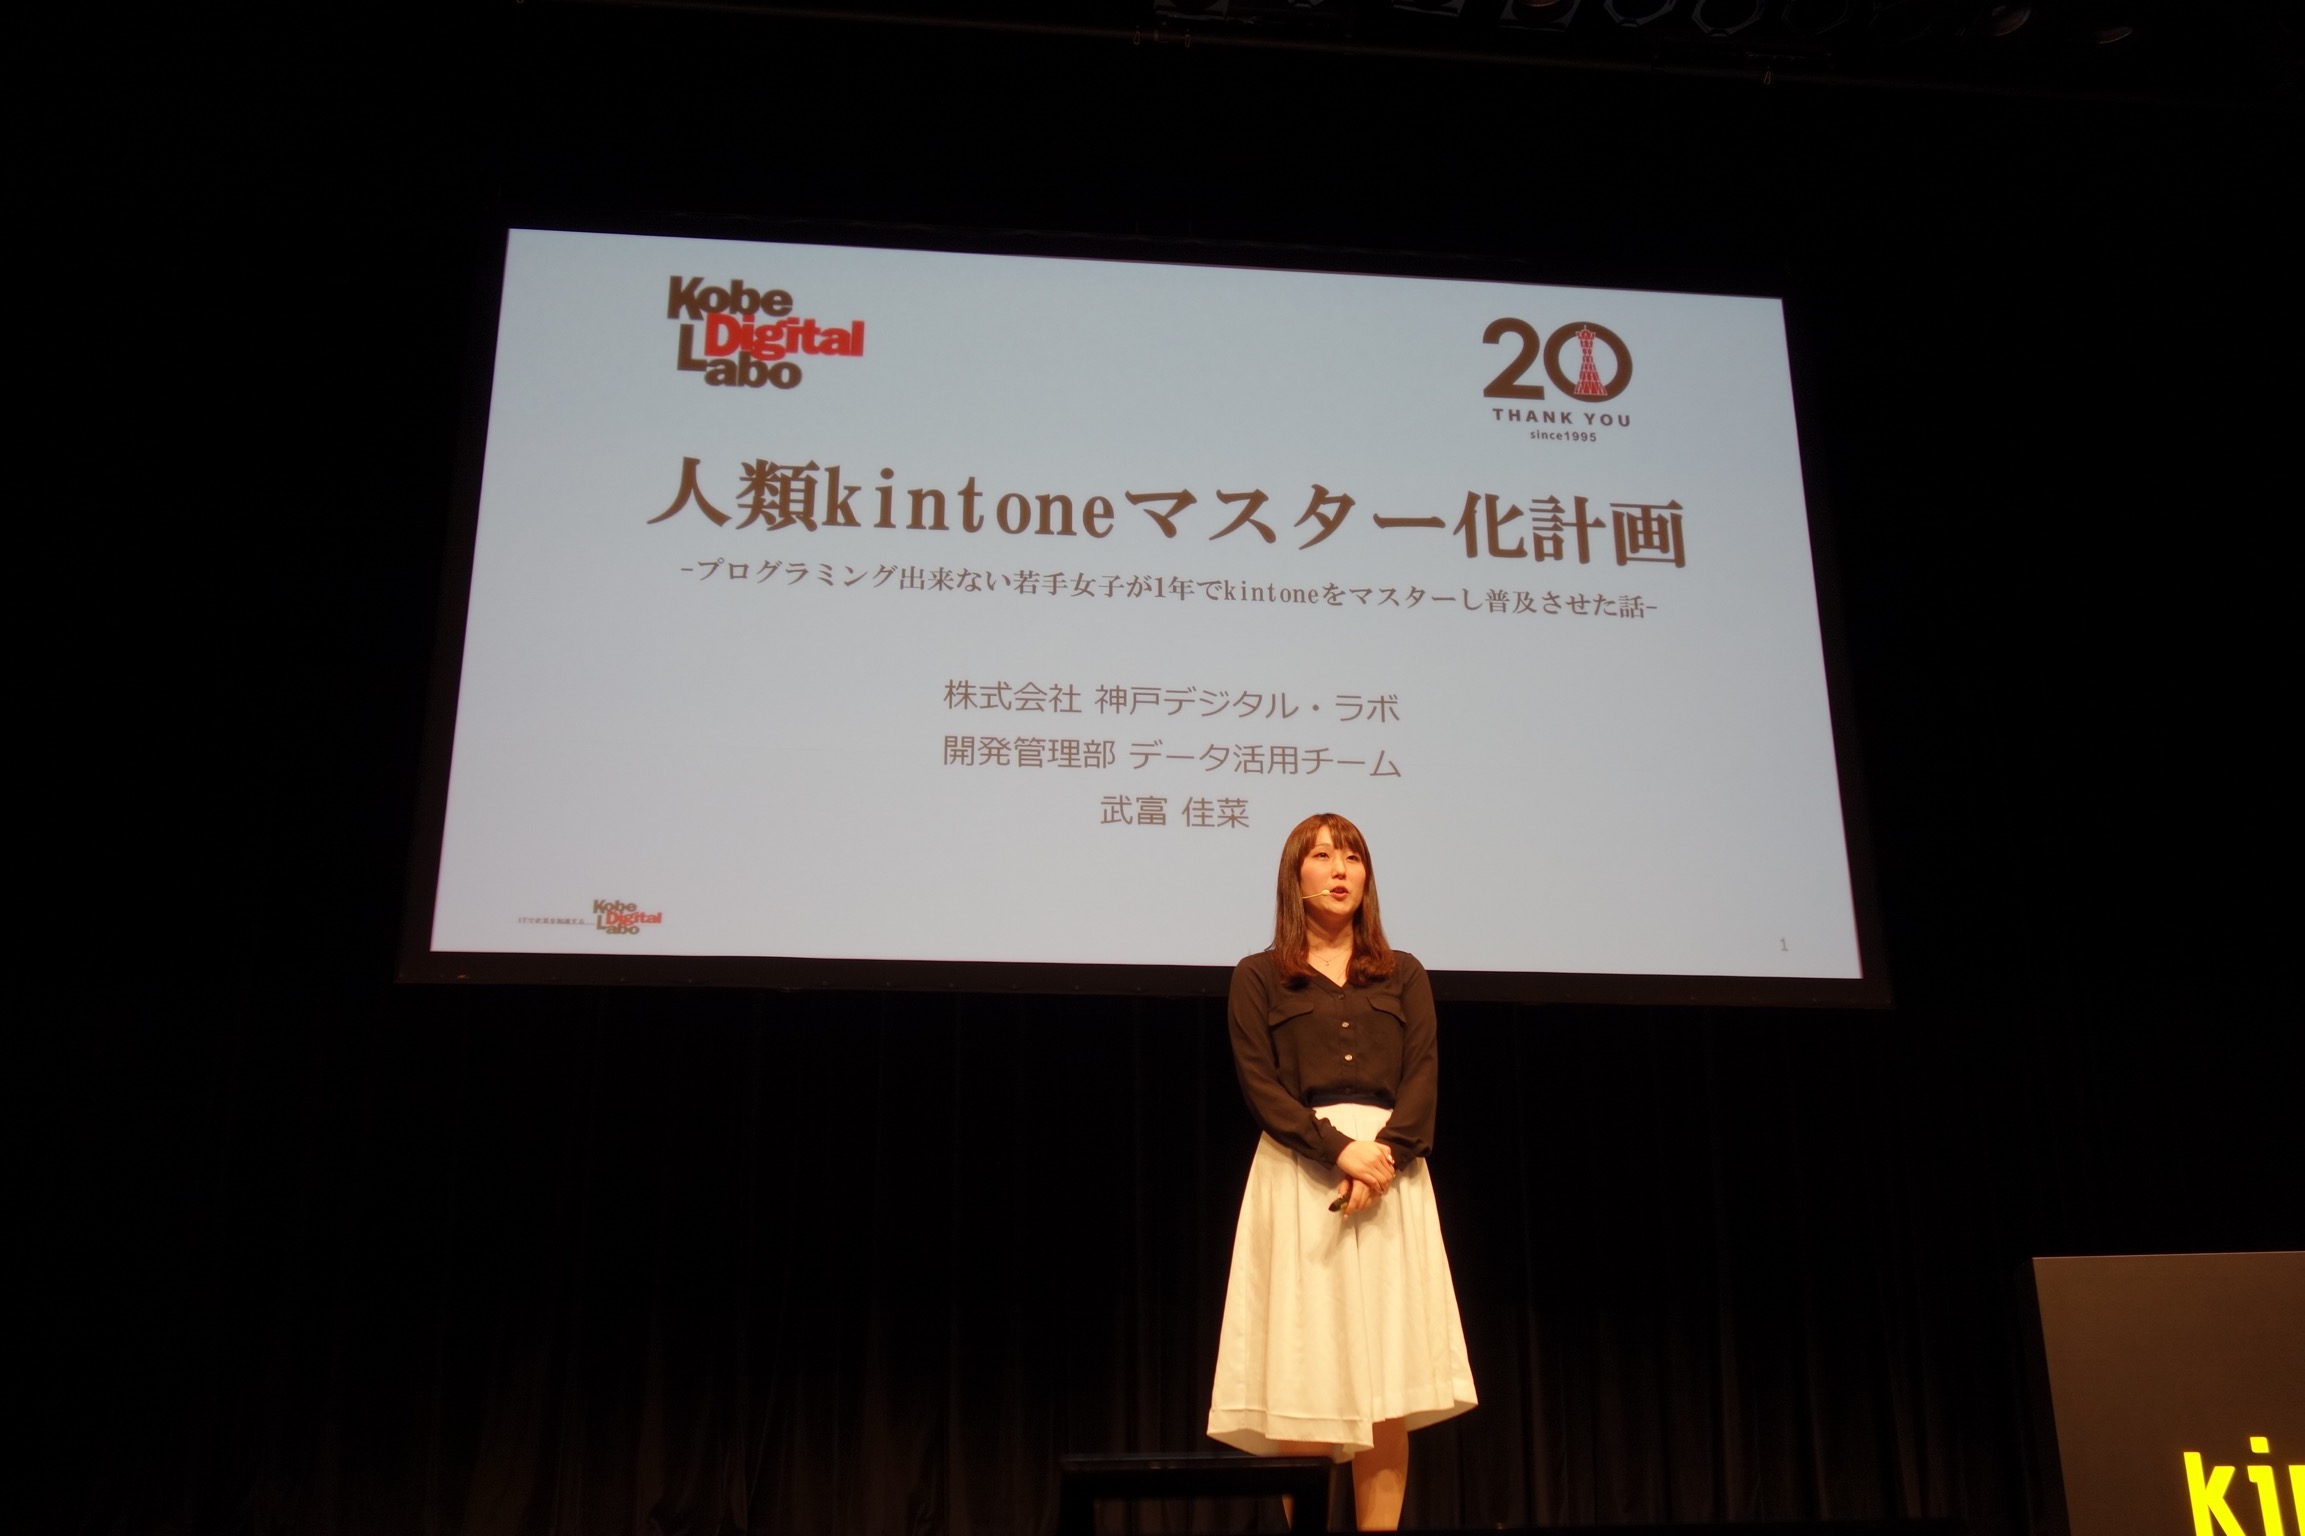 Kobe
Digital
Labo
20
THANK YOU
since1995
人類kintoneマスター化計画
-プログラミング出来ない若手女子が1年でkintoneをマスターし普及させた話-
株式会社 神戸デジタル・ラボ
開発管理部 データ活用チーム
武富 佳菜
Kobe
Digital
Labo
1
kin